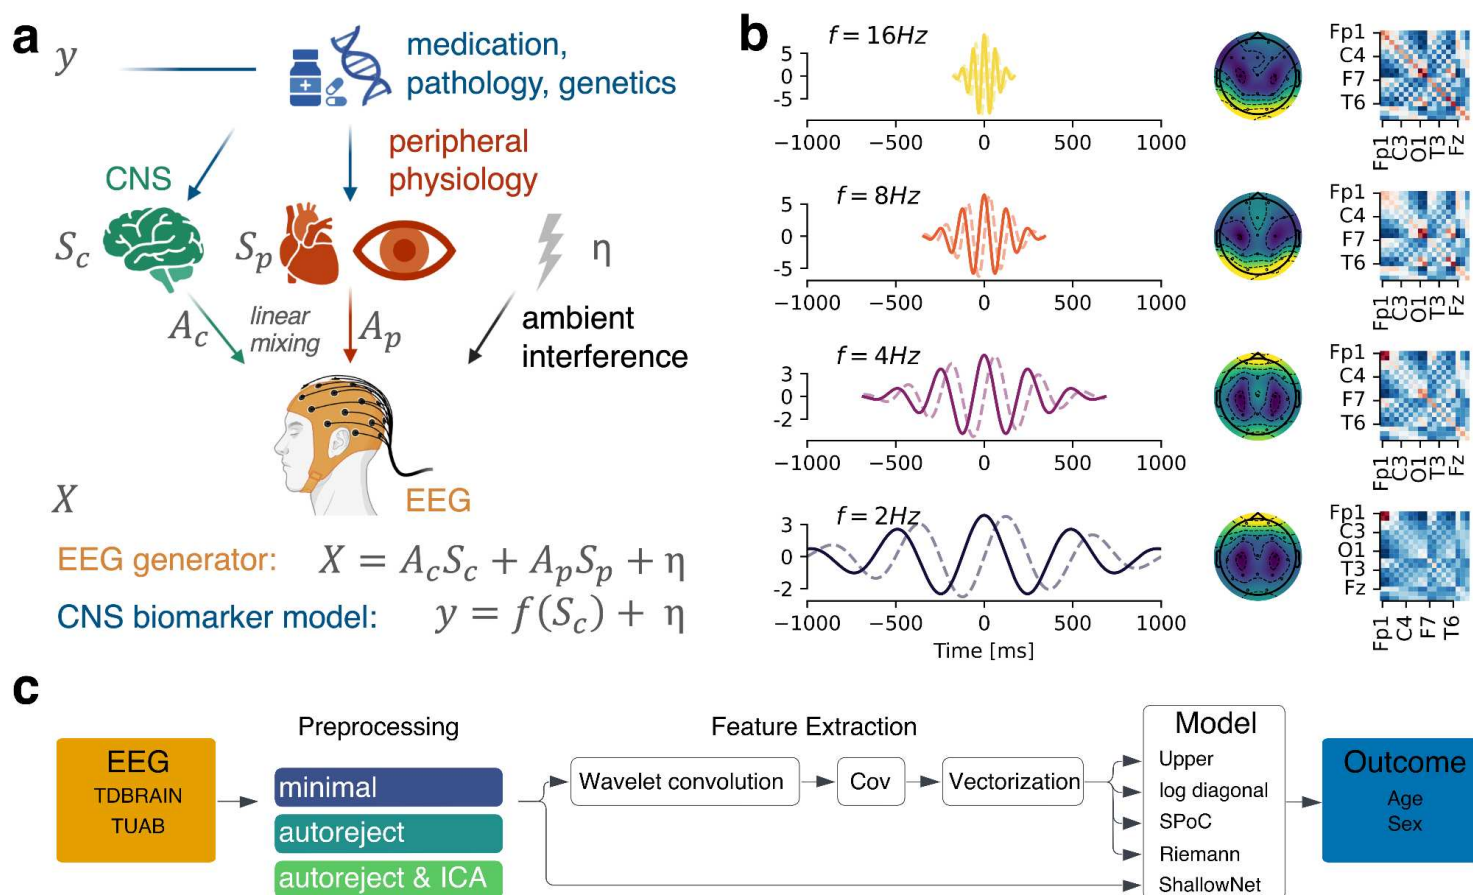 a
y
medication,
pathology, genetics
peripheral
physiology
CNS
S_c
S_p
η
A_c
linear
mixing
A_p
ambient
interference
X
EEG
EEG generator: X = A_c S_c + A_p S_p + η
CNS biomarker model: y = f(S_c) + η
b
f = 16Hz
5
0
-5
−1000 −500 0 500 1000
Fp1
C4
F7
T6
Fp1 C3 O1 T3 Fz
f = 8Hz
5
0
-5
−1000 −500 0 500 1000
Fp1
C4
F7
T6
Fp1 C3 O1 T3 Fz
f = 4Hz
3
0
-2
−1000 −500 0 500 1000
Fp1
C4
F7
T6
Fp1 C3 O1 T3 Fz
f = 2Hz
3
0
-2
−1000 −500 0 500 1000
Time [ms]
Fp1
C3
O1
T3
Fz
Fp1 C4 F7 T6
c
Preprocessing
Feature Extraction
EEG
TDBRAIN
TUAB
minimal
autoreject
autoreject & ICA
Wavelet convolution
Cov
Vectorization
Model
Upper
log diagonal
SPoC
Riemann
ShallowNet
Outcome
Age
Sex